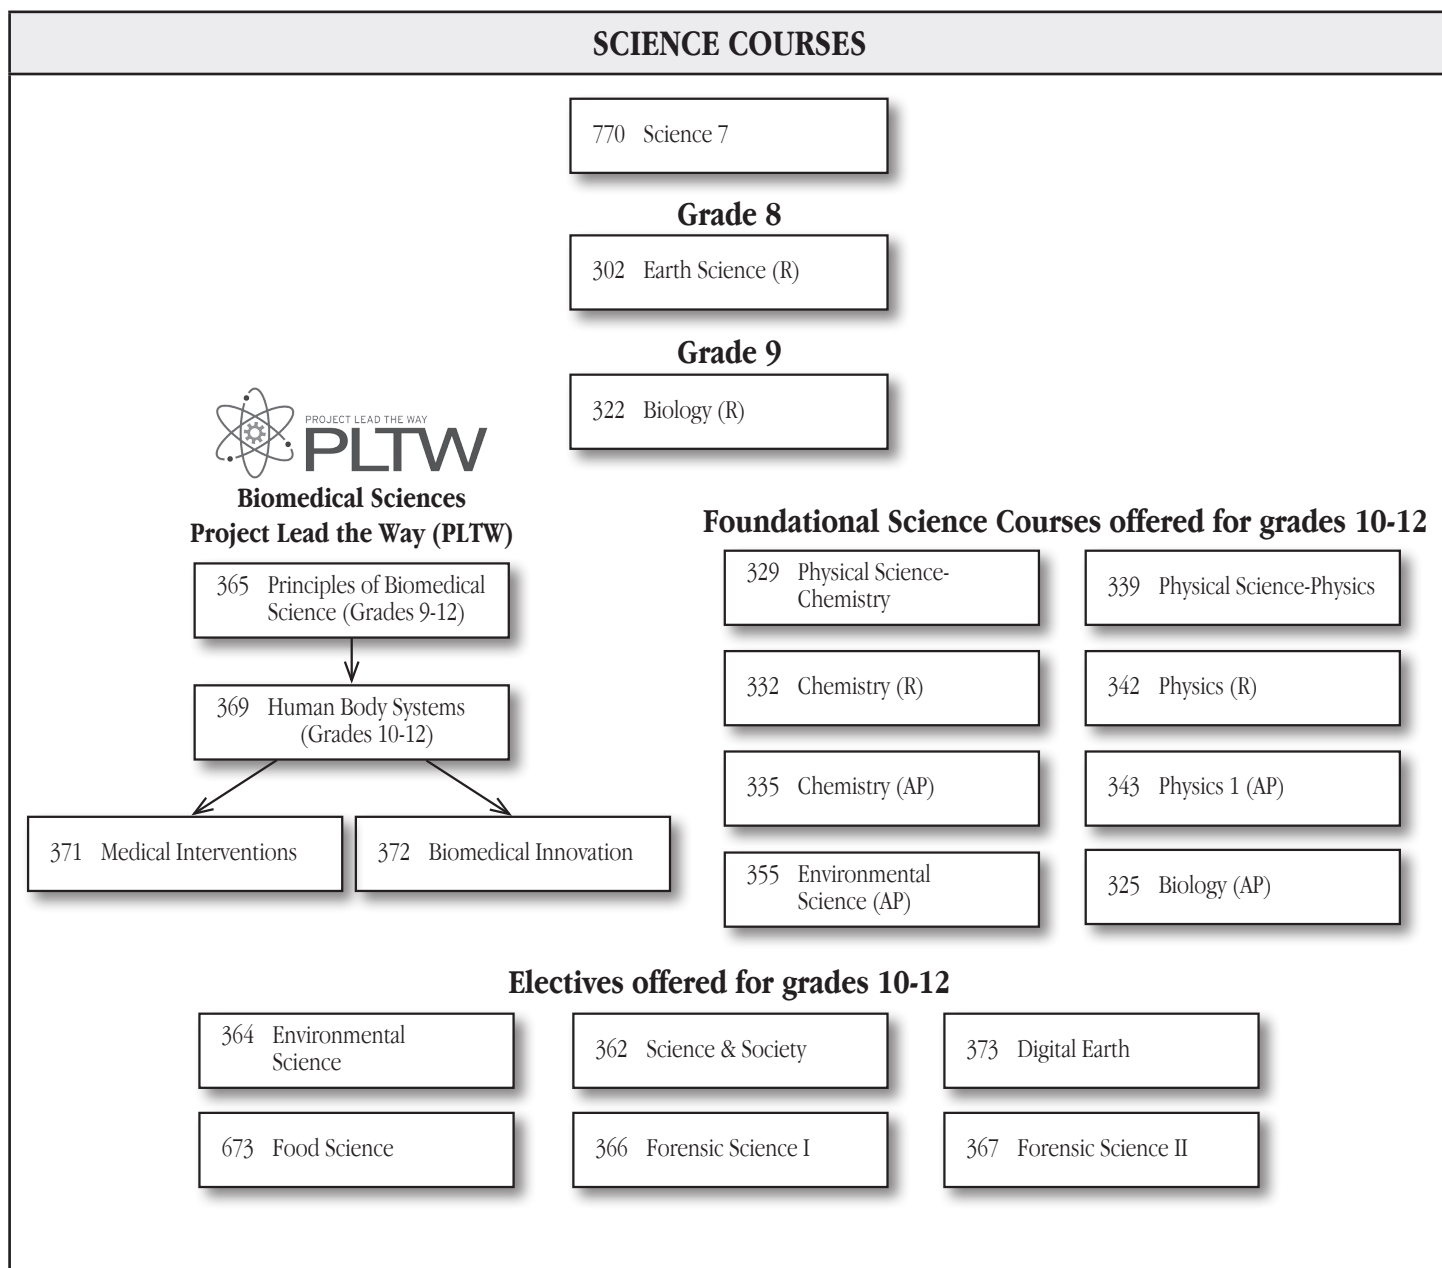 SCIENCE COURSES
770 Science 7
Grade 8
302 Earth Science (R)
Grade 9
322 Biology (R)
PROJECT LEAD THE WAY
PLTW
Biomedical Sciences
Project Lead the Way (PLTW)
365 Principles of Biomedical
Science (Grades 9-12)
369 Human Body Systems
(Grades 10-12)
371 Medical Interventions
372 Biomedical Innovation
Foundational Science Courses offered for grades 10-12
329 Physical Science-
Chemistry
339 Physical Science-Physics
332 Chemistry (R)
342 Physics (R)
335 Chemistry (AP)
343 Physics 1 (AP)
355 Environmental
Science (AP)
325 Biology (AP)
Electives offered for grades 10-12
364 Environmental
Science
362 Science & Society
373 Digital Earth
673 Food Science
366 Forensic Science I
367 Forensic Science II